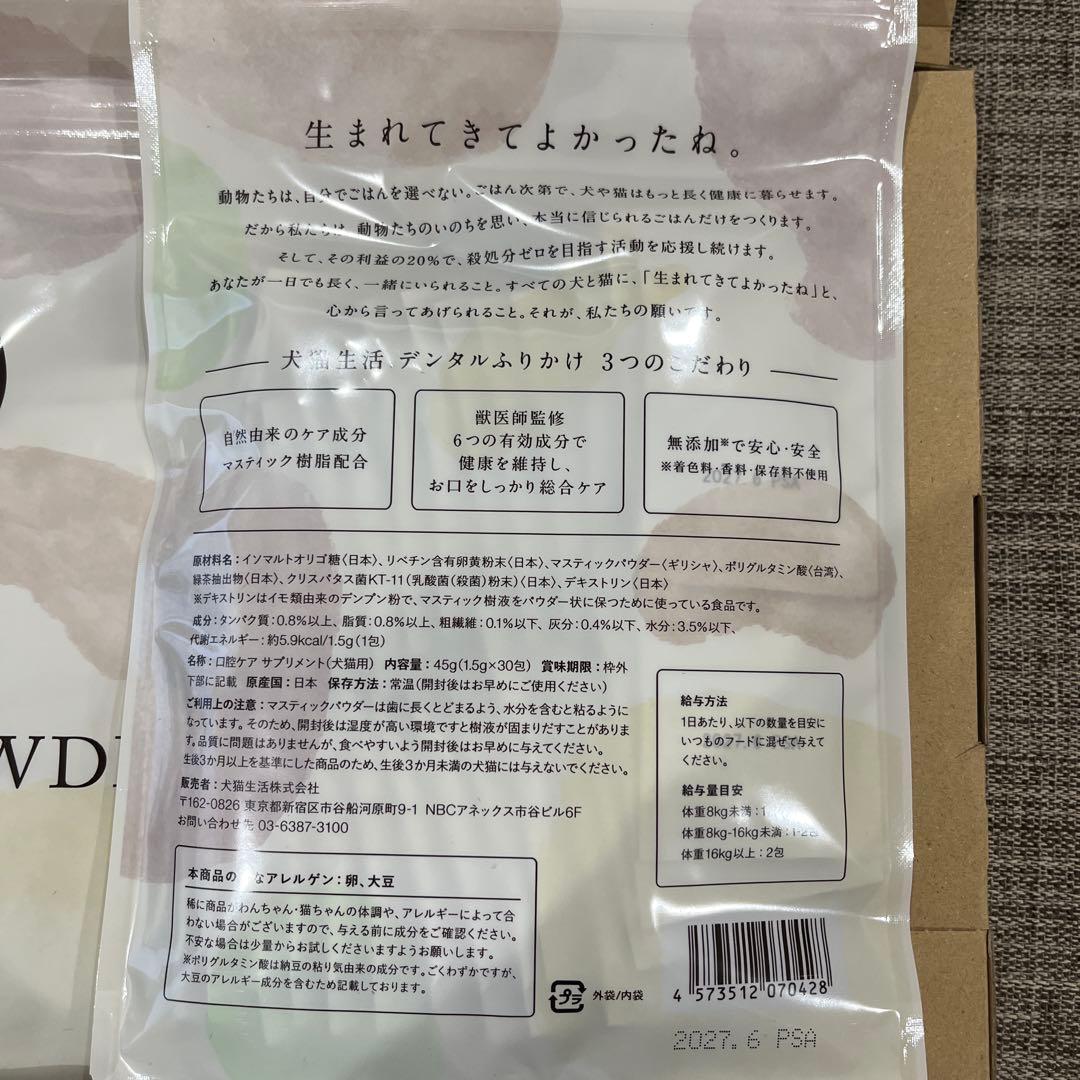 生まれてきてよかったね。
動物たちは、自分でごはんを選べない。ごはん次第で、犬や猫はもっと長く健康に暮らせます。
だから私たちは、動物たちのいのちを思い、本当に信じられるごはんだけをつくります。
そして、その利益の20%で、殺処分ゼロを目指す活動を応援し続けます。
あなたが一日でも長く、一緒にいられること。すべての犬と猫に、「生まれてきてよかったね」と、
心から言ってあげられること。それが、私たちの願いです。
犬猫生活 デンタルふりかけ 3つのこだわり
自然由来のケア成分
マスティック樹脂配合
獣医師監修
6つの有効成分で
健康を維持し、
お口をしっかり総合ケア
無添加※で安心・安全
※着色料・香料・保存料不使用
2027.6 PSA
原材料名：イソマルトオリゴ糖〈日本〉、リベチン含有卵黄粉末〈日本〉、マスティックパウダー〈ギリシャ〉、ポリグルタミン酸〈台湾〉、
緑茶抽出物〈日本〉、クリスパタス菌KT-11（乳酸菌（殺菌）粉末）〈日本〉、デキストリン〈日本〉
※デキストリンはイモ類由来のデンプン粉で、マスティック樹液をパウダー状に保つために使っている食品です。
成分：タンパク質：0.8%以上、脂質：0.8%以上、粗繊維：0.1%以下、灰分：0.4%以下、水分：3.5%以下、
代謝エネルギー：約5.9kcal/1.5g（1包）
名称：口腔ケア サプリメント（犬猫用） 内容量：45g（1.5g×30包） 賞味期限：枠外
下部に記載 原産国：日本 保存方法：常温（開封後はお早めにご使用ください）
ご利用上の注意：マスティックパウダーは歯に長くとどまるよう、水分を含むと粘るように
なっています。そのため、開封後は湿度が高い環境ですと樹液が固まりだすことがありま
す。品質に問題はありませんが、食べやすいよう開封後はお早めに与えてください。
生後3か月以上を基準にした商品のため、生後3か月未満の犬猫には与えないでください。
販売者：犬猫生活株式会社
〒162-0826 東京都新宿区市谷船河原町9-1 NBCアネックス市谷ビル6F
お問い合わせ先 03-6387-3100
給与方法
1日あたり、以下の数量を目安に
いつものフードに混ぜて与えて
ください。
給与量目安
体重8kg未満：1
体重8kg-16kg未満：1-2包
体重16kg以上：2包
本商品の なアレルゲン：卵、大豆
稀に商品がわんちゃん・猫ちゃんの体調や、アレルギーによって合
わない場合がございますので、与える前に成分をご確認ください。
不安な場合は少量からお試しくださいますようお願いします。
※ポリグルタミン酸は納豆の粘り気由来の成分です。ごくわずかですが、
大豆のアレルギー成分を含むため記載しております。
プラ
外袋/内袋
4 573512 070428
2027.6 PSA
WD